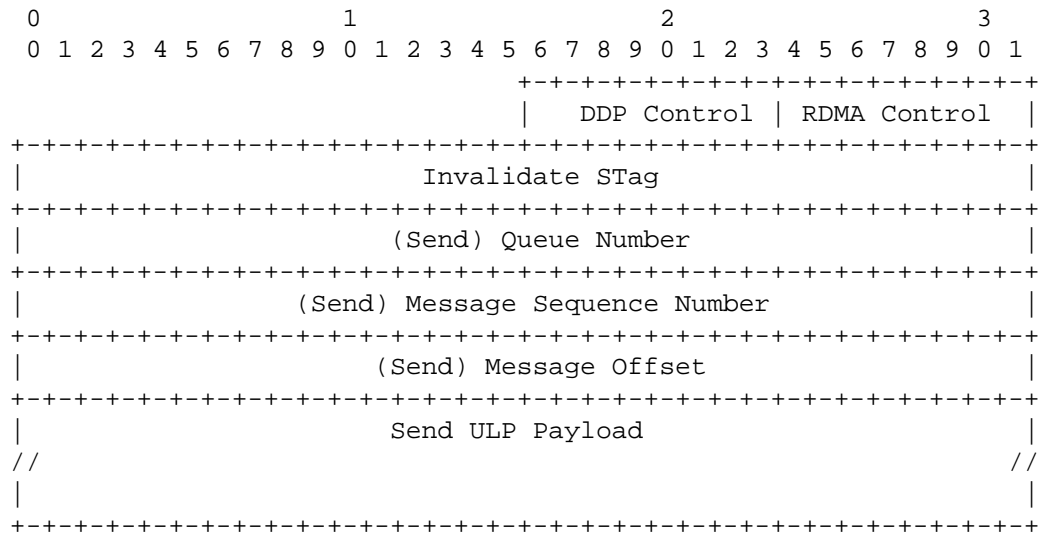 0                   1                   2                   3
0 1 2 3 4 5 6 7 8 9 0 1 2 3 4 5 6 7 8 9 0 1 2 3 4 5 6 7 8 9 0 1
+-+-+-+-+-+-+-+-+-+-+-+-+-+-+-+-+
|   DDP Control | RDMA Control  |
+-+-+-+-+-+-+-+-+-+-+-+-+-+-+-+-+-+-+-+-+-+-+-+-+-+-+-+-+-+-+-+-+
|                         Invalidate STag                       |
+-+-+-+-+-+-+-+-+-+-+-+-+-+-+-+-+-+-+-+-+-+-+-+-+-+-+-+-+-+-+-+-+
|                       (Send) Queue Number                     |
+-+-+-+-+-+-+-+-+-+-+-+-+-+-+-+-+-+-+-+-+-+-+-+-+-+-+-+-+-+-+-+-+
|                 (Send) Message Sequence Number                |
+-+-+-+-+-+-+-+-+-+-+-+-+-+-+-+-+-+-+-+-+-+-+-+-+-+-+-+-+-+-+-+-+
|                      (Send) Message Offset                    |
+-+-+-+-+-+-+-+-+-+-+-+-+-+-+-+-+-+-+-+-+-+-+-+-+-+-+-+-+-+-+-+-+
|                       Send ULP Payload                        |
//                                                             //
|                                                               |
+-+-+-+-+-+-+-+-+-+-+-+-+-+-+-+-+-+-+-+-+-+-+-+-+-+-+-+-+-+-+-+-+